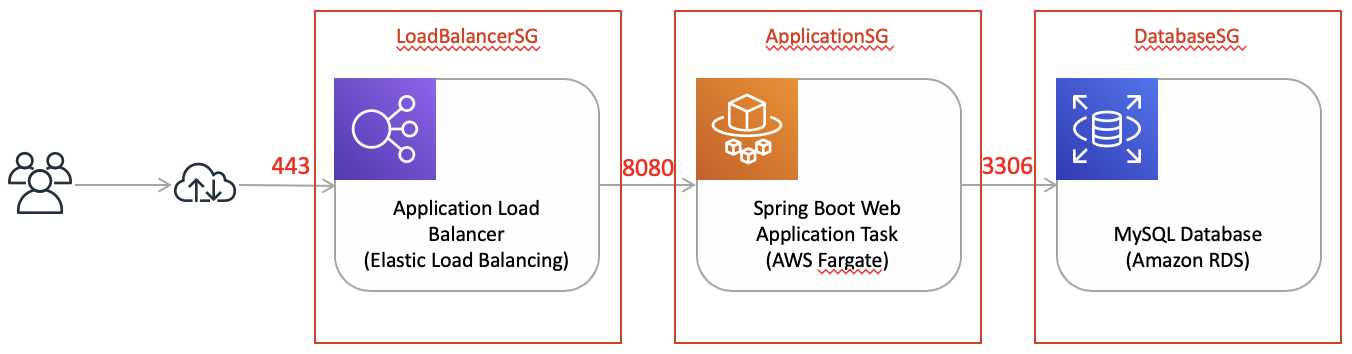 LoadBalancerSG
ApplicationSG
DatabaseSG
443
8080
3306
Application Load
Balancer
(Elastic Load Balancing)
Spring Boot Web
Application Task
(AWS Fargate)
MySQL Database
(Amazon RDS)